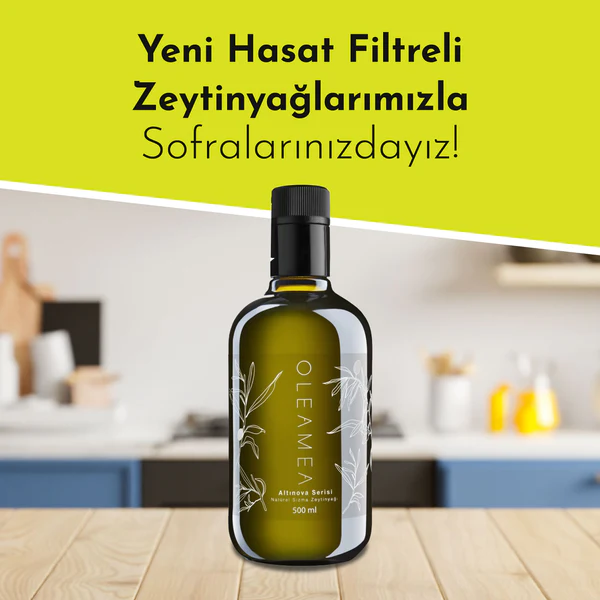 Yeni Hasat Filtreli
Zeytinyağlarımızla
Sofralarınızdayız!
OLEAMEA
Altınova Serisi
Natürel Sızma Zeytinyağı
500 ml